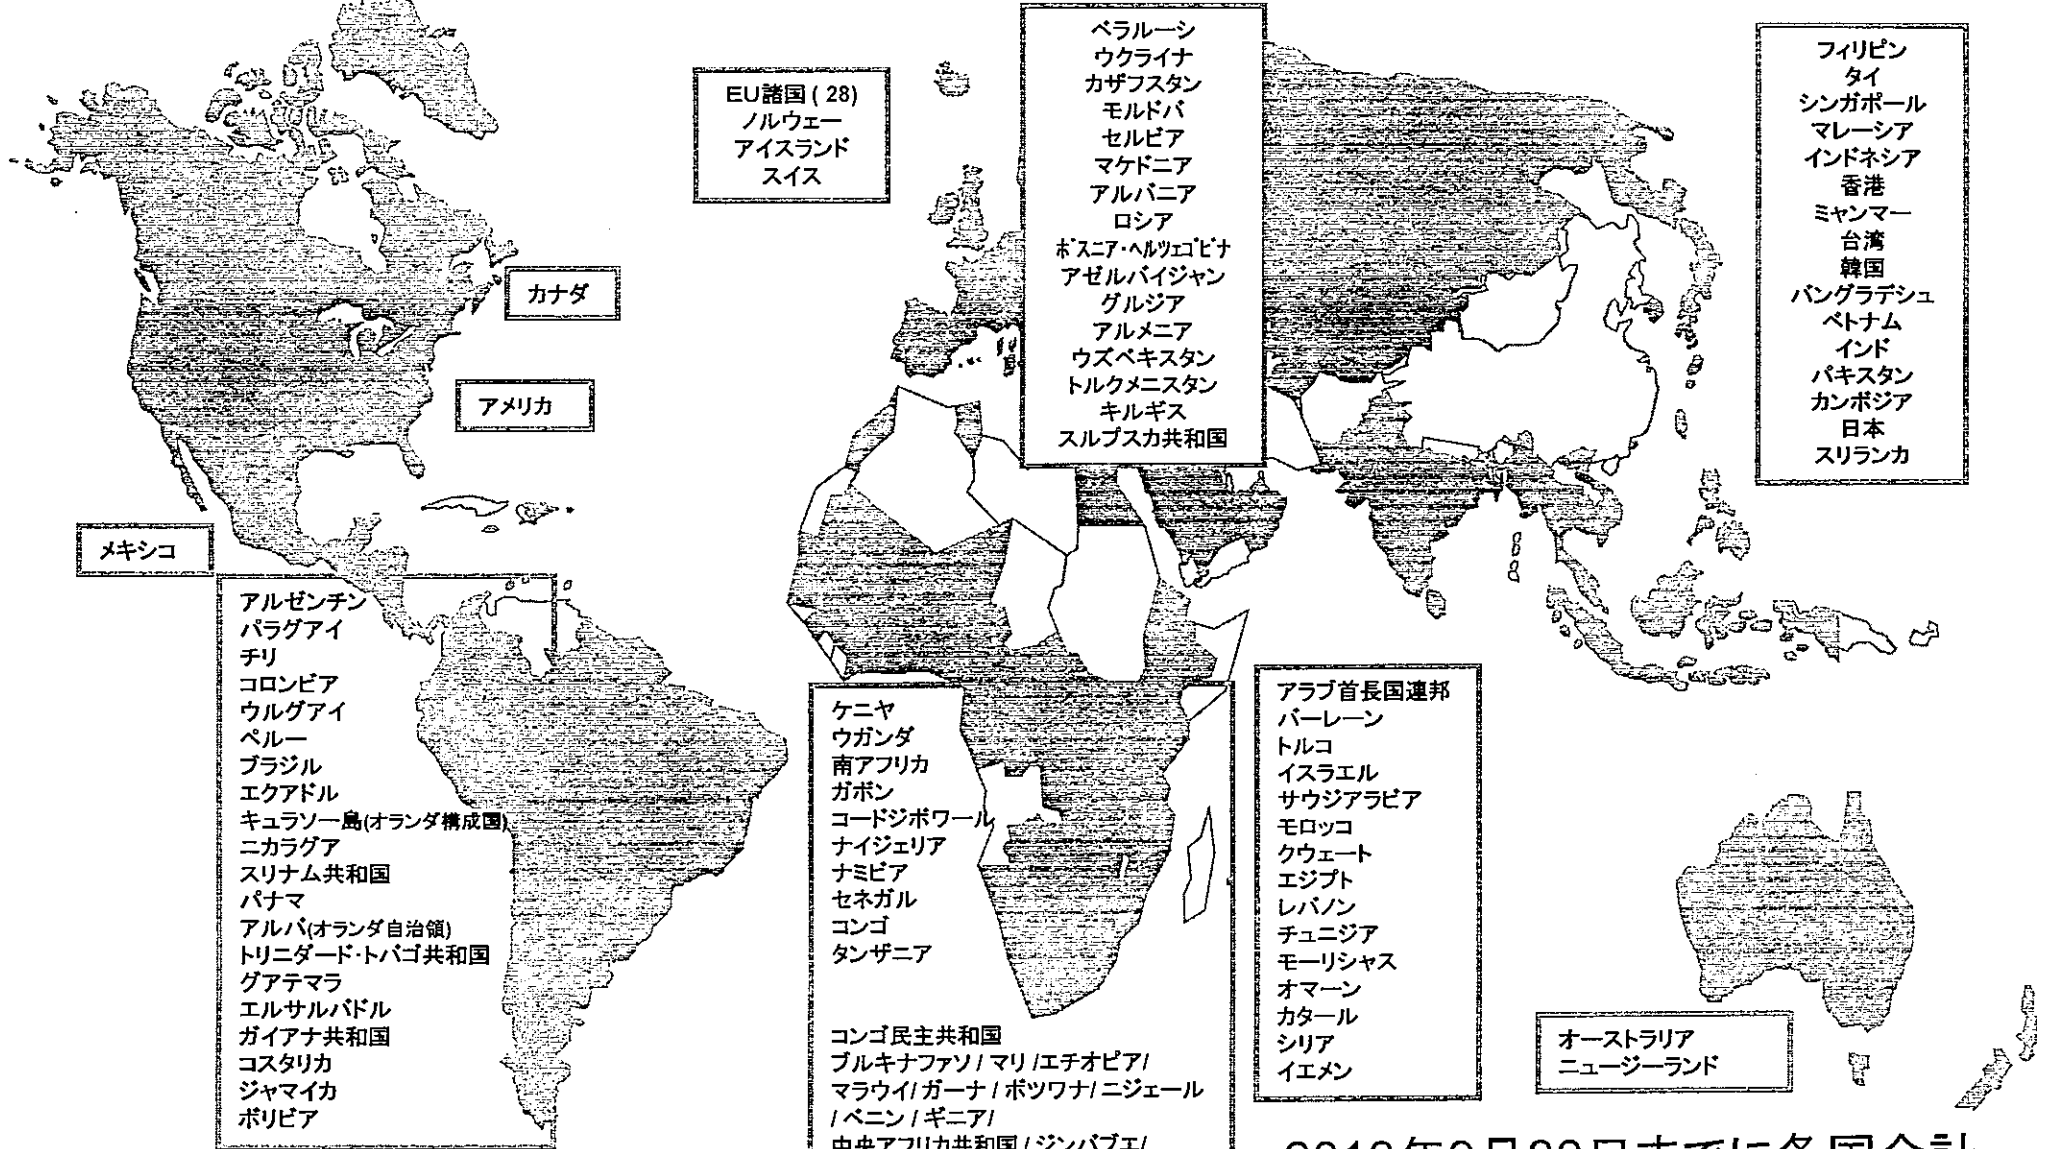 カナダ
アメリカ
メキシコ
アルゼンチン
パラグアイ
チリ
コロンビア
ウルグアイ
ペルー
ブラジル
エクアドル
キュラソー島(オランダ構成国)
ニカラグア
スリナム共和国
パナマ
アルバ(オランダ自治領)
トリニダード・トバゴ共和国
グアテマラ
エルサルバドル
ガイアナ共和国
コスタリカ
ジャマイカ
ボリビア
EU諸国 ( 28)
ノルウェー
アイスランド
スイス
ベラルーシ
ウクライナ
カザフスタン
モルドバ
セルビア
マケドニア
アルバニア
ロシア
ボスニア・ヘルツェゴビナ
アゼルバイジャン
グルジア
アルメニア
ウズベキスタン
トルクメニスタン
キルギス
スルプスカ共和国
ケニヤ
ウガンダ
南アフリカ
ガボン
コードジボワール
ナイジェリア
ナミビア
セネガル
コンゴ
タンザニア
コンゴ民主共和国
ブルキナファソ / マリ /エチオピア/
マラウイ/ ガーナ / ボツワナ/ ニジェール
/ ベニン / ギニア/
中央アフリカ共和国 / ジンバブエ/
アラブ首長国連邦
バーレーン
トルコ
イスラエル
サウジアラビア
モロッコ
クウェート
エジプト
レバノン
チュニジア
モーリシャス
オマーン
カタール
シリア
イエメン
フィリピン
タイ
シンガポール
マレーシア
インドネシア
香港
ミャンマー
台湾
韓国
バングラデシュ
ベトナム
インド
パキスタン
カンボジア
日本
スリランカ
オーストラリア
ニュージーランド